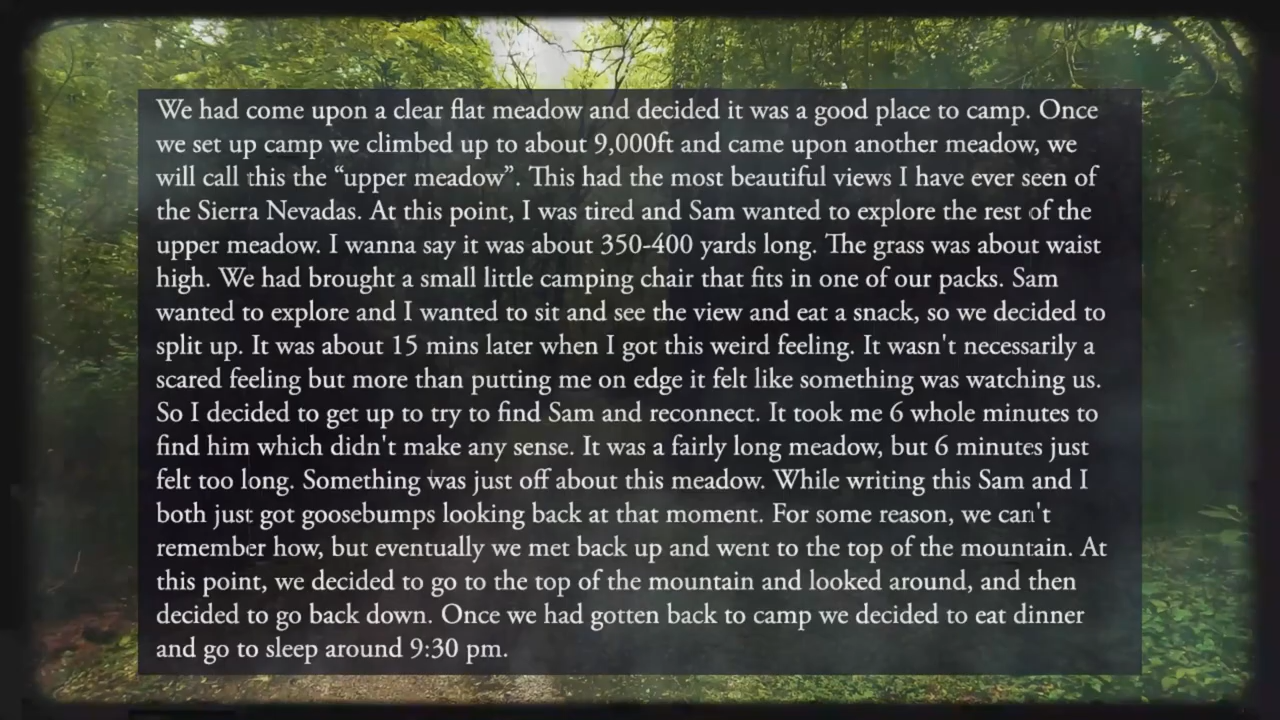 We had come upon a clear flat meadow and decided it was a good place to camp. Once
we set up camp we climbed up to about 9,000ft and came upon another meadow, we
will call this the “upper meadow”. This had the most beautiful views I have ever seen of
the Sierra Nevadas. At this point, I was tired and Sam wanted to explore the rest of the
upper meadow. I wanna say it was about 350-400 yards long. The grass was about waist
high. We had brought a small little camping chair that fits in one of our packs. Sam
wanted to explore and I wanted to sit and see the view and eat a snack, so we decided to
split up. It was about 15 mins later when I got this weird feeling. It wasn't necessarily a
scared feeling but more than putting me on edge it felt like something was watching us.
So I decided to get up to try to find Sam and reconnect. It took me 6 whole minutes to
find him which didn't make any sense. It was a fairly long meadow, but 6 minutes just
felt too long. Something was just off about this meadow. While writing this Sam and I
both just got goosebumps looking back at that moment. For some reason, we can't
remember how, but eventually we met back up and went to the top of the mountain. At
this point, we decided to go to the top of the mountain and looked around, and then
decided to go back down. Once we had gotten back to camp we decided to eat dinner
and go to sleep around 9:30 pm.